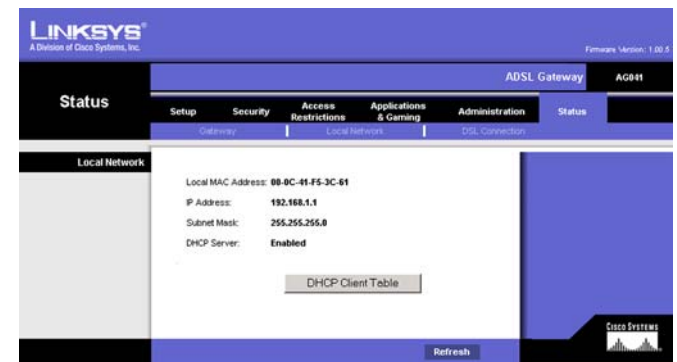 LINKSYS®
A Division of Cisco Systems, Inc.
Firmware Version: 1.00.5
ADSL Gateway AG041
Status
Setup Security Access Restrictions Applications & Gaming Administration Status
Gateway Local Network DSL Connection
Local Network
Local MAC Address: 00-0C-41-F5-3C-61
IP Address: 192.168.1.1
Subnet Mask: 255.255.255.0
DHCP Server: Enabled
DHCP Client Table
Refresh
CISCO SYSTEMS